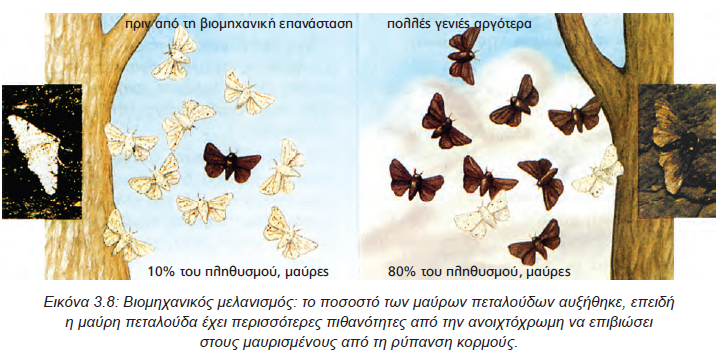 πριν από τη βιομηχανική επανάσταση
πολλές γενιές αργότερα
10% του πληθυσμού, μαύρες
80% του πληθυσμού, μαύρες
Εικόνα 3.8: Βιομηχανικός μελανισμός: το ποσοστό των μαύρων πεταλούδων αυξήθηκε, επειδή
η μαύρη πεταλούδα έχει περισσότερες πιθανότητες από την ανοιχτόχρωμη να επιβιώσει
στους μαυρισμένους από τη ρύπανση κορμούς.